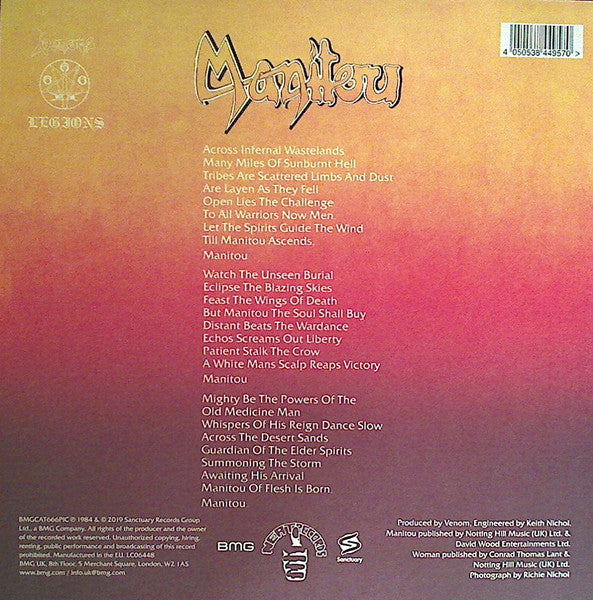 4 050538 449570 >
Manitou
LEGIONS
Across Infernal Wastelands
Many Miles Of Sunburnt Hell
Tribes Are Scattered Limbs And Dust
Are Layen As They Fell
Open Lies The Challenge
To All Warriors Now Men
Let The Spirits Guide The Wind
Till Manitou Ascends.
Manitou
Watch The Unseen Burial
Eclipse The Blazing Skies
Feast The Wings Of Death
But Manitou The Soul Shall Buy
Distant Beats The Wardance
Echos Screams Out Liberty
Patient Stalk The Crow
A White Mans Scalp Reaps Victory
Manitou
Mighty Be The Powers Of The
Old Medicine Man
Whispers Of His Reign Dance Slow
Across The Desert Sands
Guardian Of The Elder Spirits
Summoning The Storm
Awaiting His Arrival
Manitou Of Flesh Is Born.
Manitou.
BMGCAT666PIC ℗ 1984 & © 2019 Sanctuary Records Group
Ltd., a BMG Company. All rights of the producer and the owner
of the recorded work reserved. Unauthorized copying, hiring,
renting, public performance and broadcasting of this record
prohibited. Manufactured in the E.U. LC06448
BMG UK, 8th Floor, 5 Merchant Square, London, W2 1AS
www.bmg.com / info.uk@bmg.com
BMG
NEAT RECORDS
Sanctuary
Produced by Venom, Engineered by Keith Nichol.
Manitou published by Notting Hill Music (UK) Ltd. &
David Wood Entertainments Ltd.
Woman published by Conrad Thomas Lant &
Notting Hill Music (UK) Ltd.
Photograph by Richie Nichol